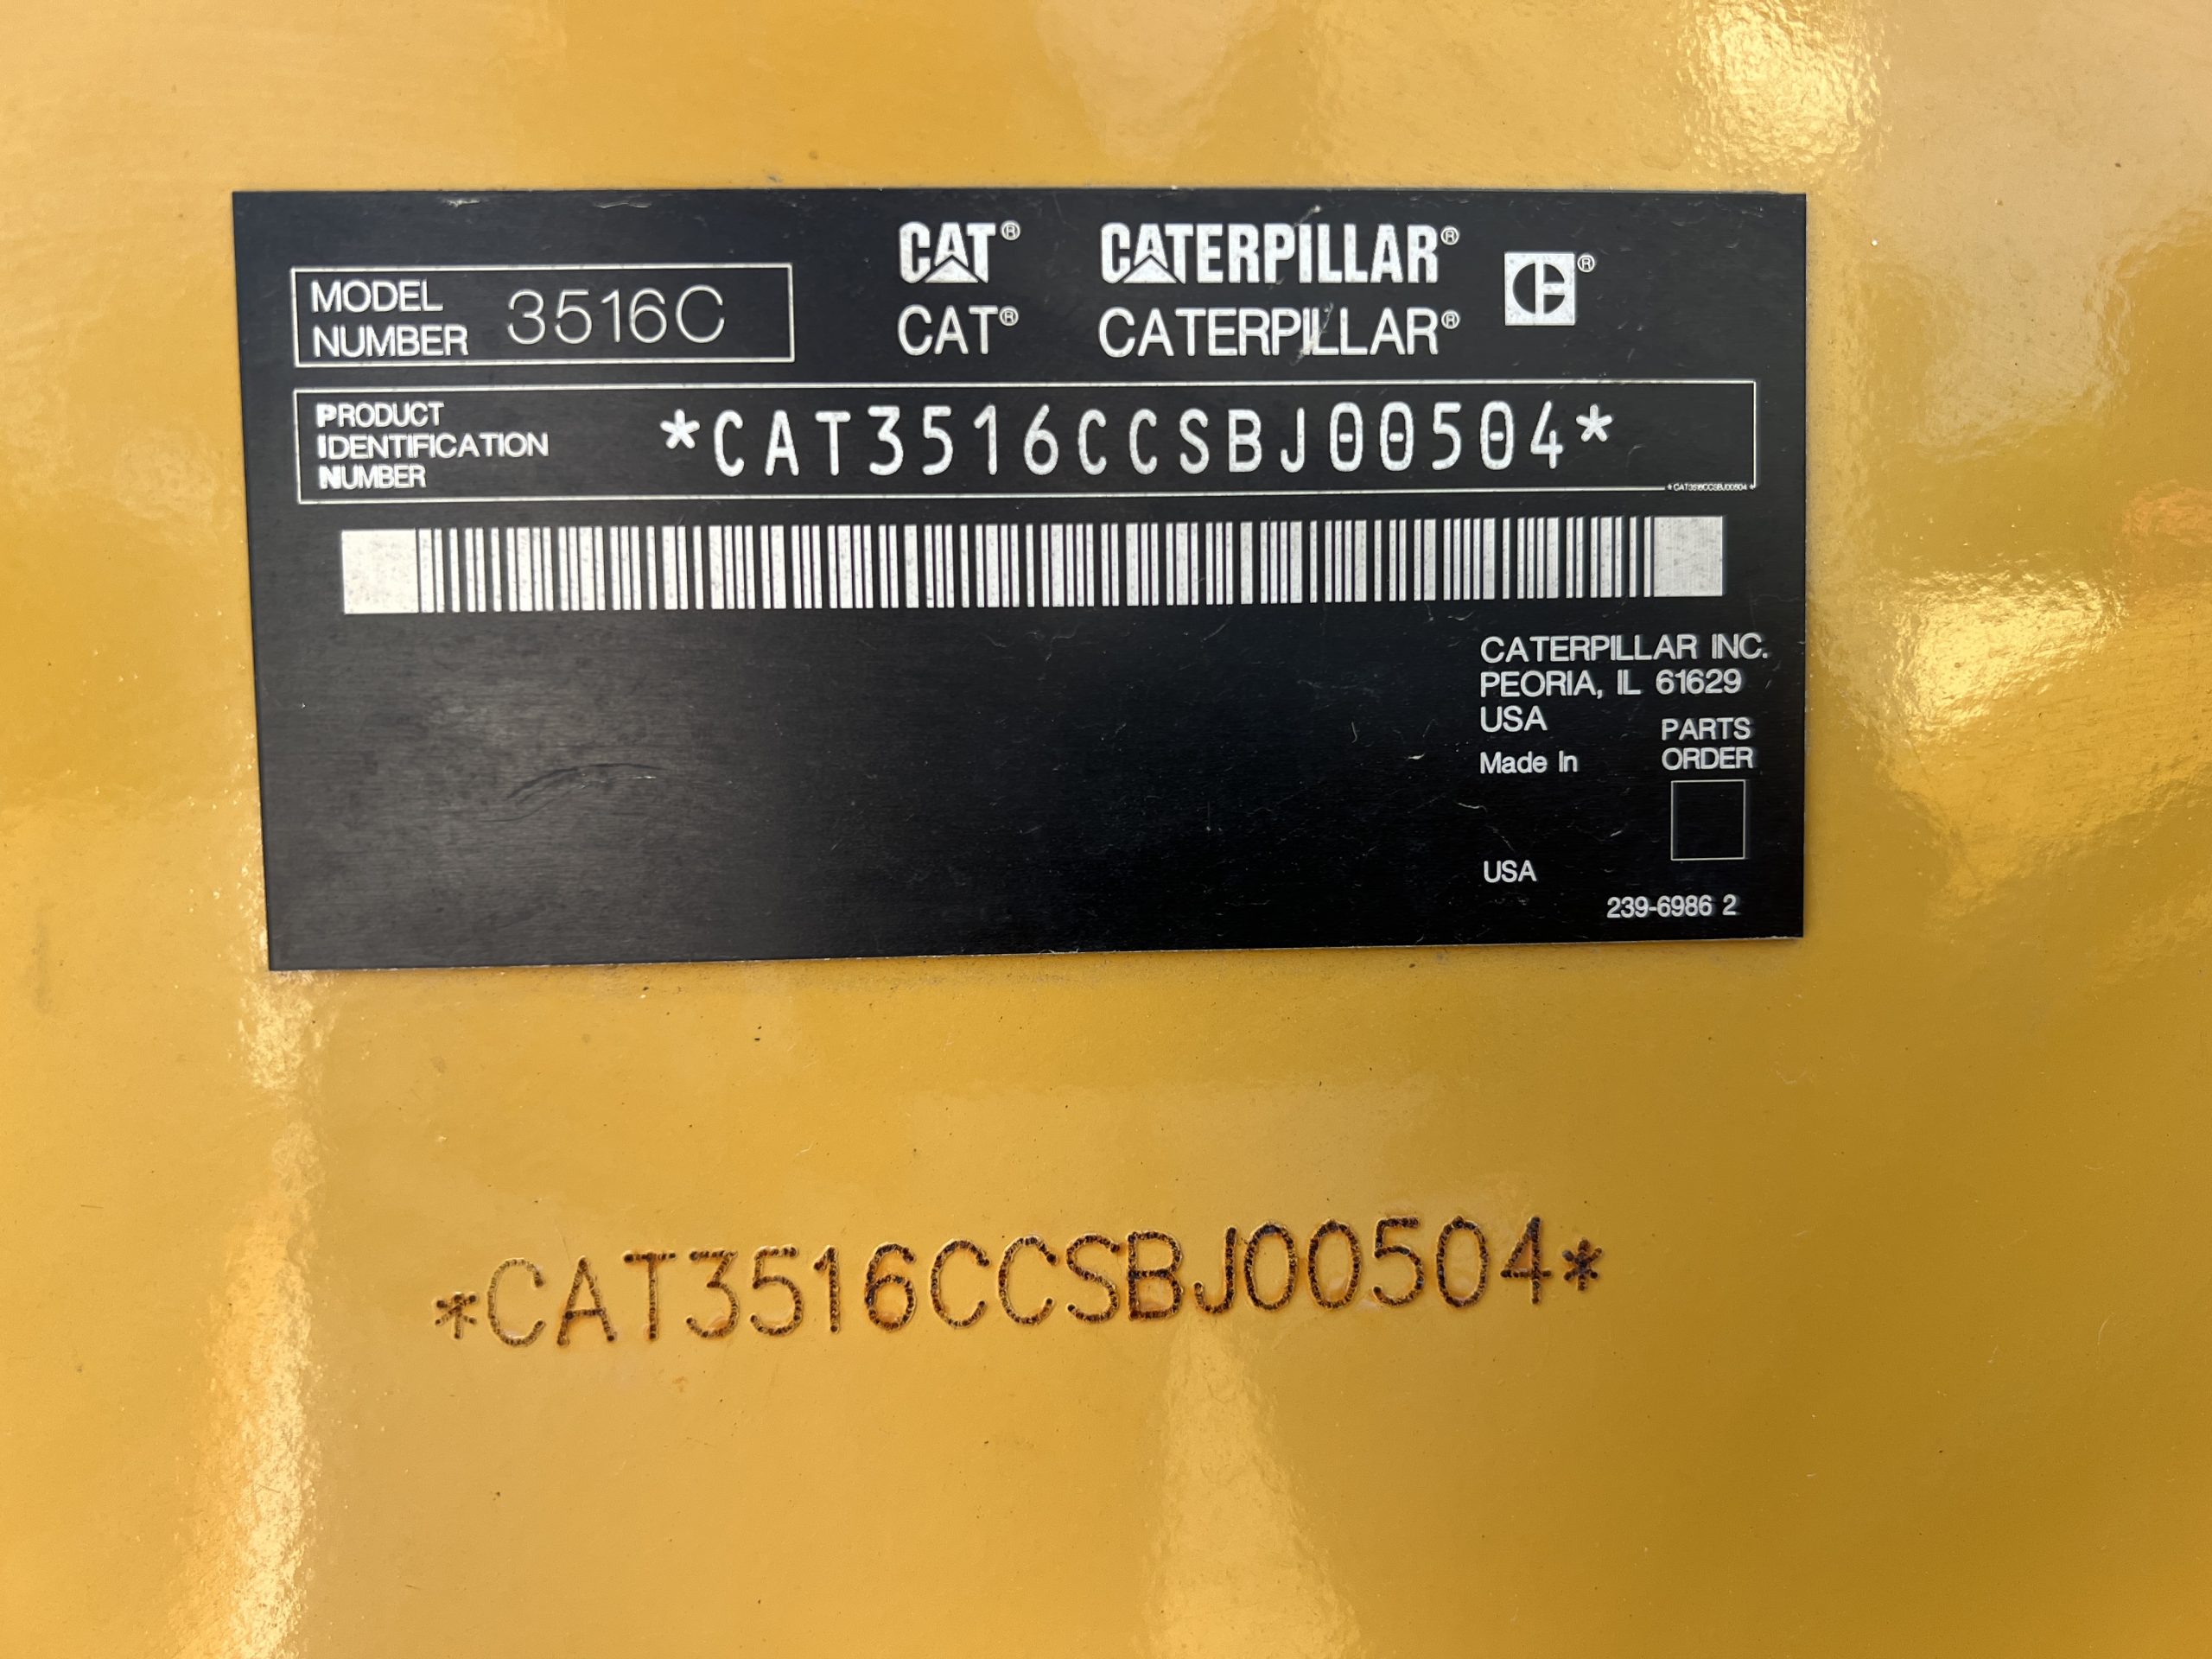 CAT® CATERPILLAR®
MODEL NUMBER 3516C
CAT® CATERPILLAR®
PRODUCT
IDENTIFICATION
NUMBER
*CAT3516CCSBJ00504*
*CAT3516CCSBJ00504*
CATERPILLAR INC.
PEORIA, IL 61629
USA
PARTS
ORDER
Made In
USA
239-6986 2
*CAT3516CCSBJ00504*